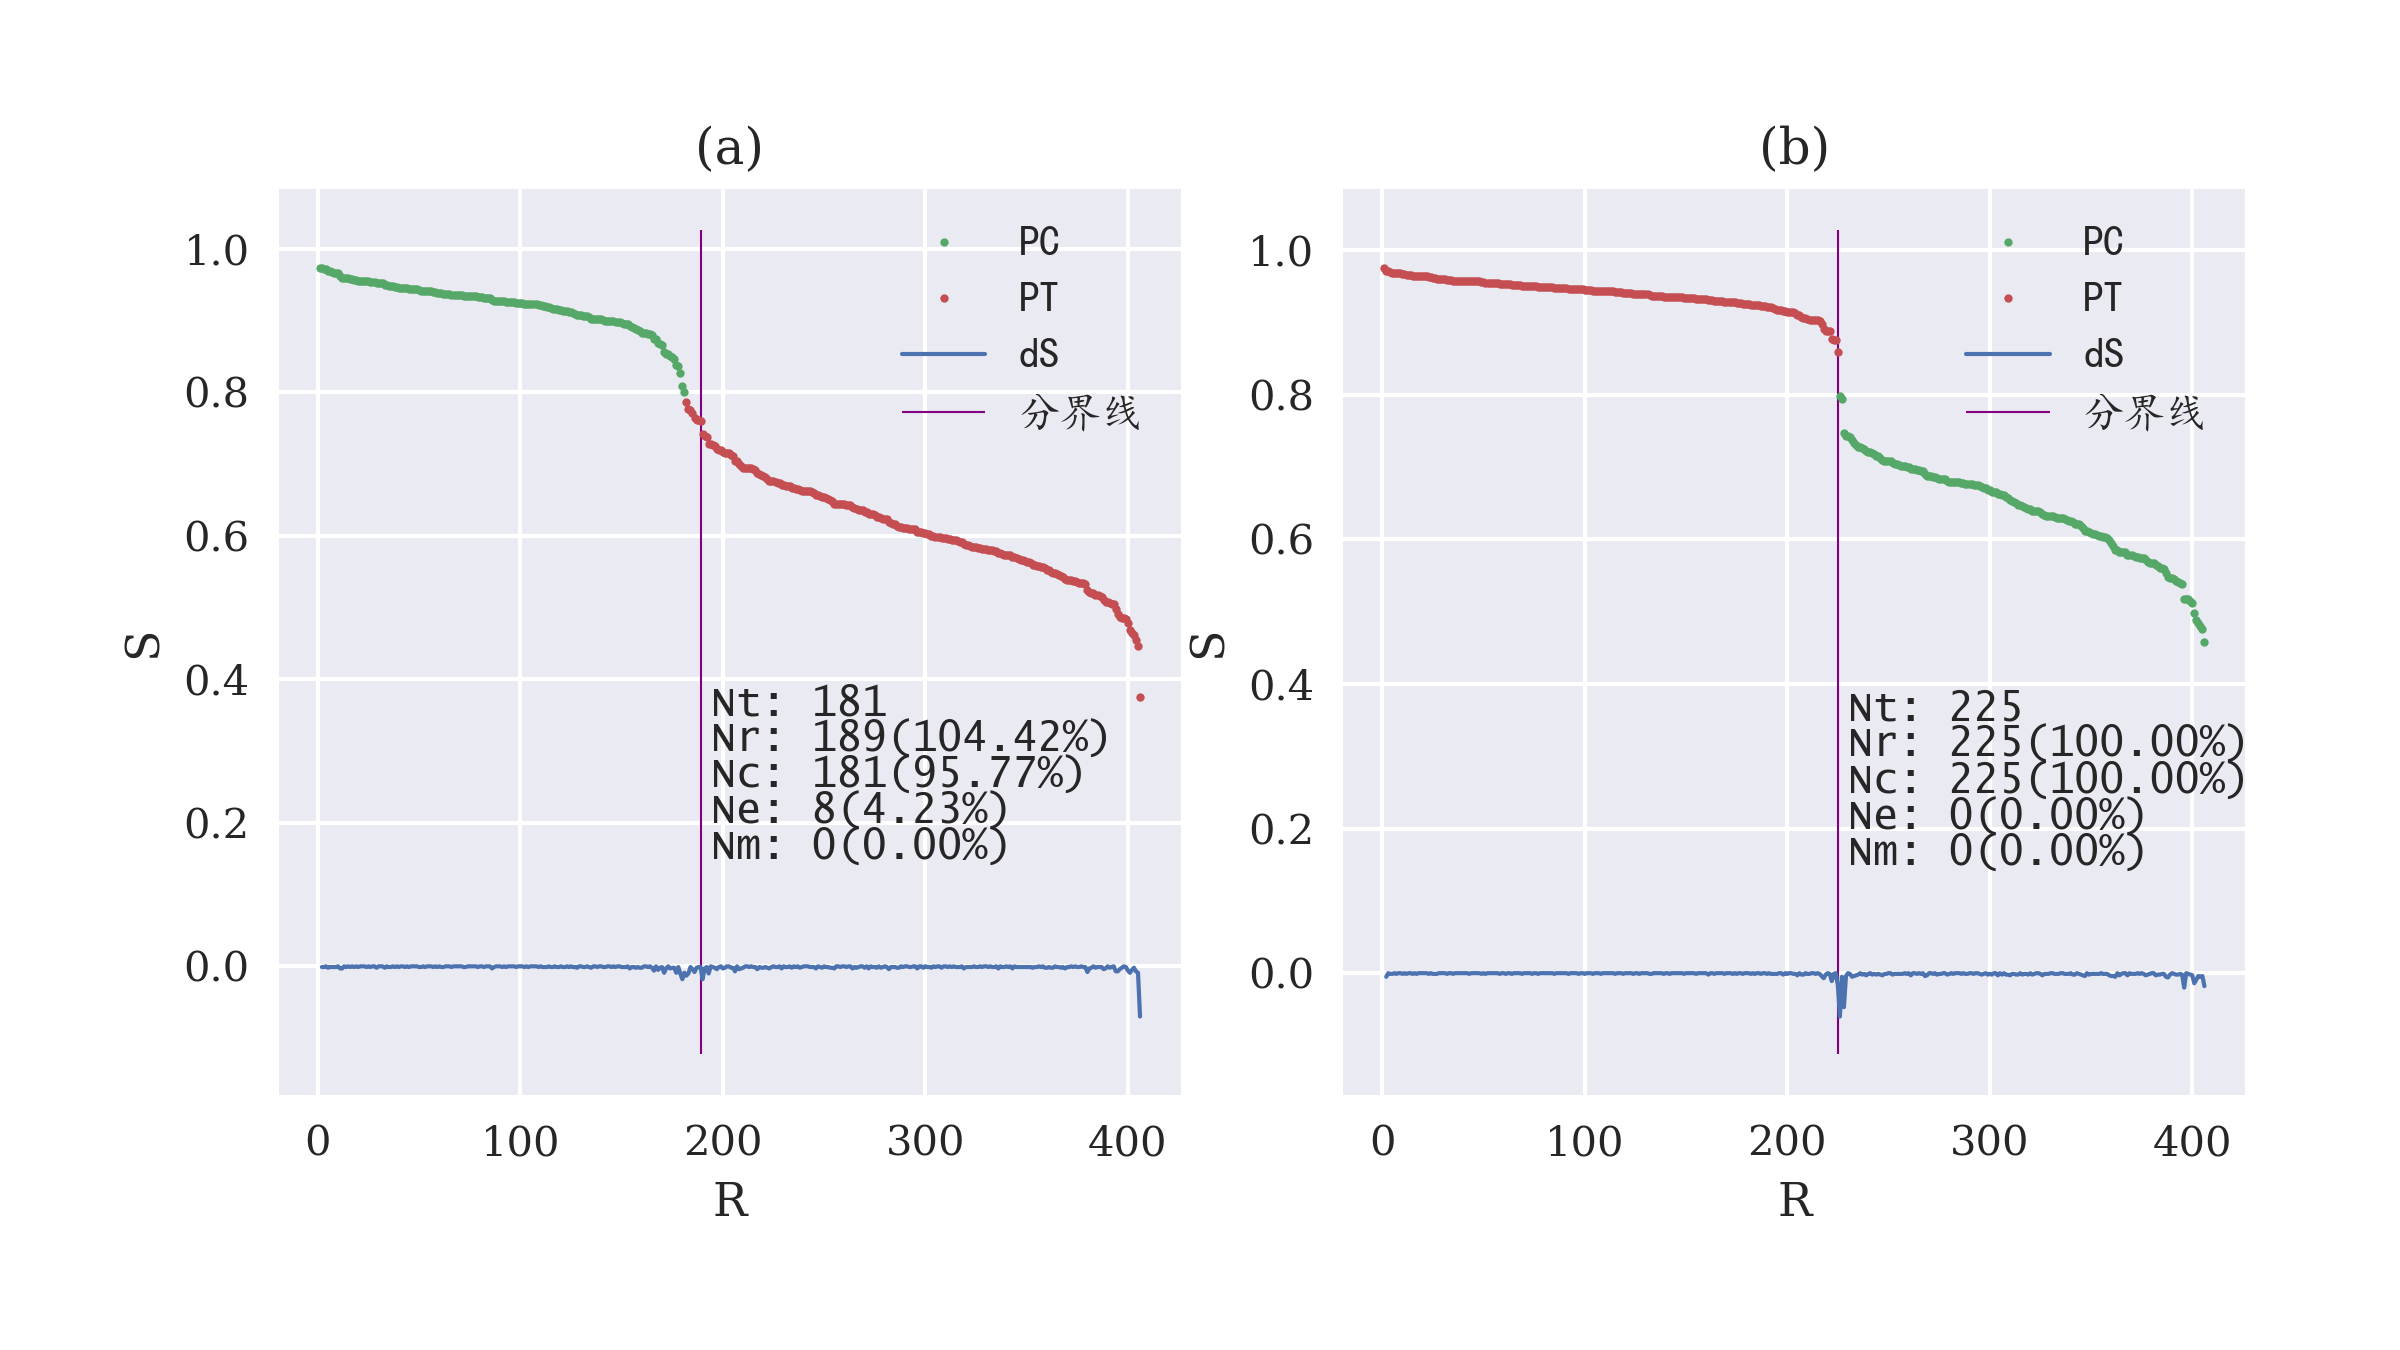 (a)
1.0
0.8
0.6
0.4
0.2
0.0
S
PC
PT
dS
分界线
Nt: 181
Nr: 189(104.42%)
Nc: 181(95.77%)
Ne: 8(4.23%)
Nm: 0(0.00%)
0 100 200 300 400
R
(b)
1.0
0.8
0.6
0.4
0.2
0.0
S
PC
PT
dS
分界线
Nt: 225
Nr: 225(100.00%)
Nc: 225(100.00%)
Ne: 0(0.00%)
Nm: 0(0.00%)
0 100 200 300 400
R